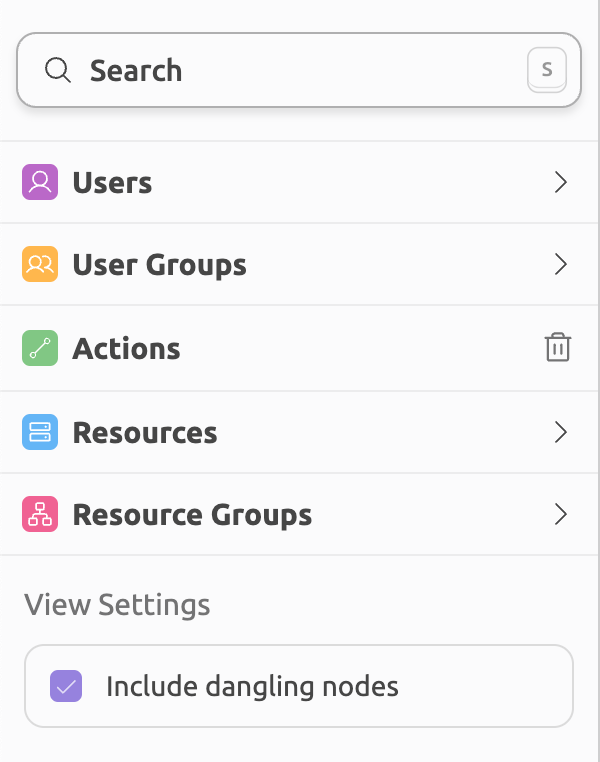 Search
S
Users
User Groups
Actions
Resources
Resource Groups
View Settings
Include dangling nodes